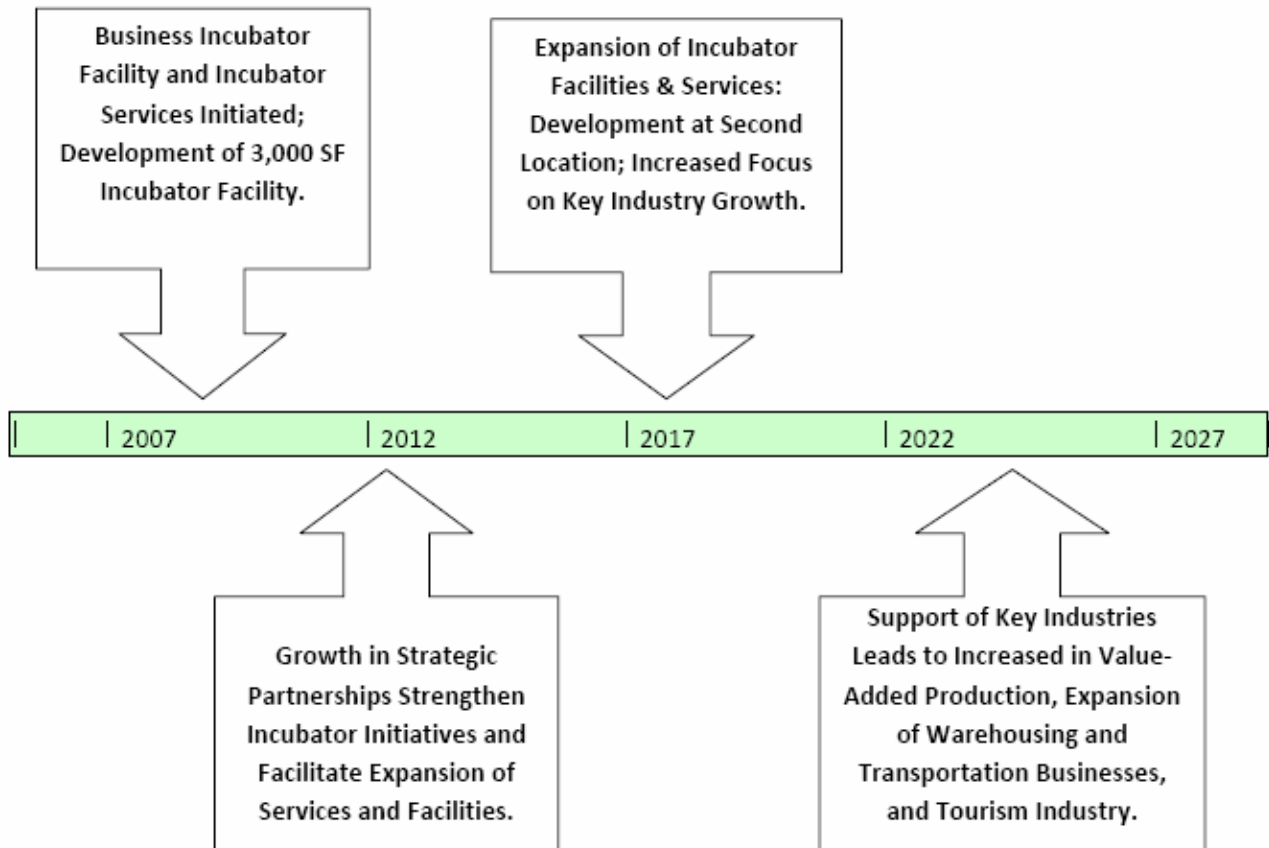 Business Incubator
Facility and Incubator
Services Initiated;
Development of 3,000 SF
Incubator Facility.
Expansion of Incubator
Facilities & Services:
Development at Second
Location; Increased Focus
on Key Industry Growth.
2007 2012 2017 2022 2027
Growth in Strategic
Partnerships Strengthen
Incubator Initiatives and
Facilitate Expansion of
Services and Facilities.
Support of Key Industries
Leads to Increased in Value-
Added Production, Expansion
of Warehousing and
Transportation Businesses,
and Tourism Industry.